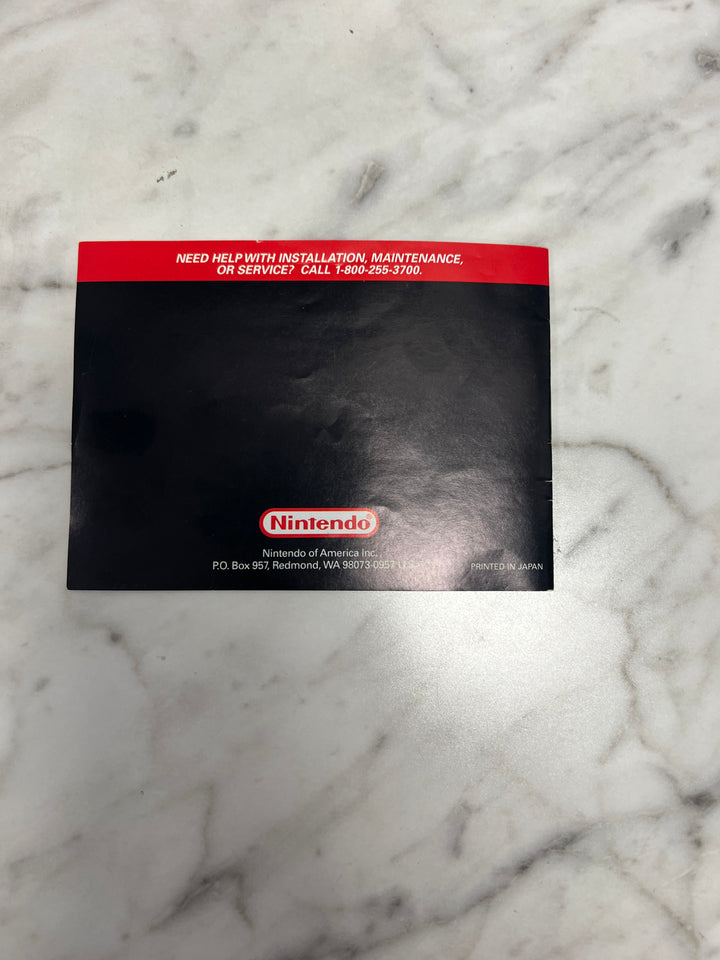 NEED HELP WITH INSTALLATION, MAINTENANCE,
OR SERVICE? CALL 1-800-255-3700.
Nintendo®
Nintendo of America Inc.
P.O. Box 957, Redmond, WA 98073-0957 U.S.A.
PRINTED IN JAPAN